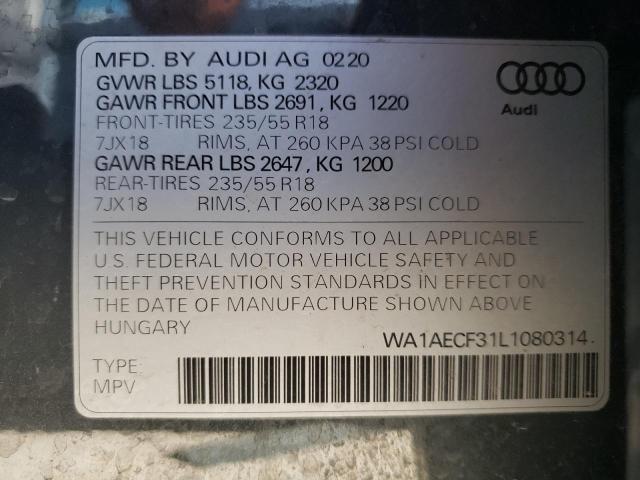 MFD. BY AUDI AG 0220
GVWR LBS 5118, KG 2320
GAWR FRONT LBS 2691, KG 1220
FRONT-TIRES 235/55 R18
7JX18 RIMS, AT 260 KPA 38 PSI COLD
GAWR REAR LBS 2647, KG 1200
REAR-TIRES 235/55 R18
7JX18 RIMS, AT 260 KPA 38 PSI COLD
Audi
THIS VEHICLE CONFORMS TO ALL APPLICABLE
U.S. FEDERAL MOTOR VEHICLE SAFETY AND
THEFT PREVENTION STANDARDS IN EFFECT ON
THE DATE OF MANUFACTURE SHOWN ABOVE
HUNGARY
WA1AECF31L1080314
TYPE:
MPV